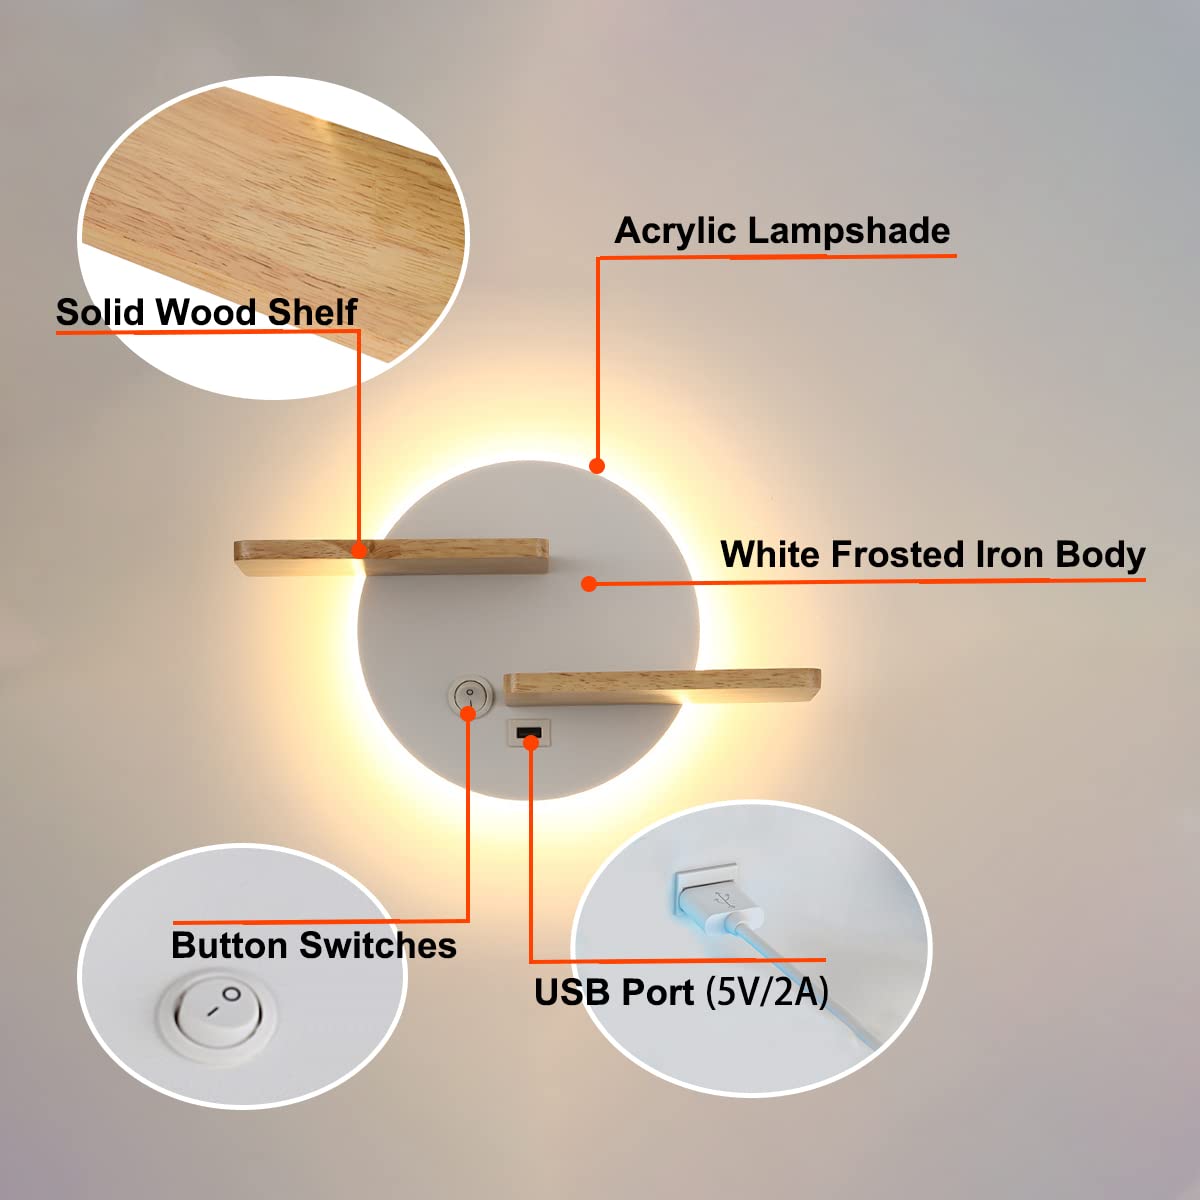 Acrylic Lampshade
Solid Wood Shelf
White Frosted Iron Body
Button Switches
USB Port (5V/2A)